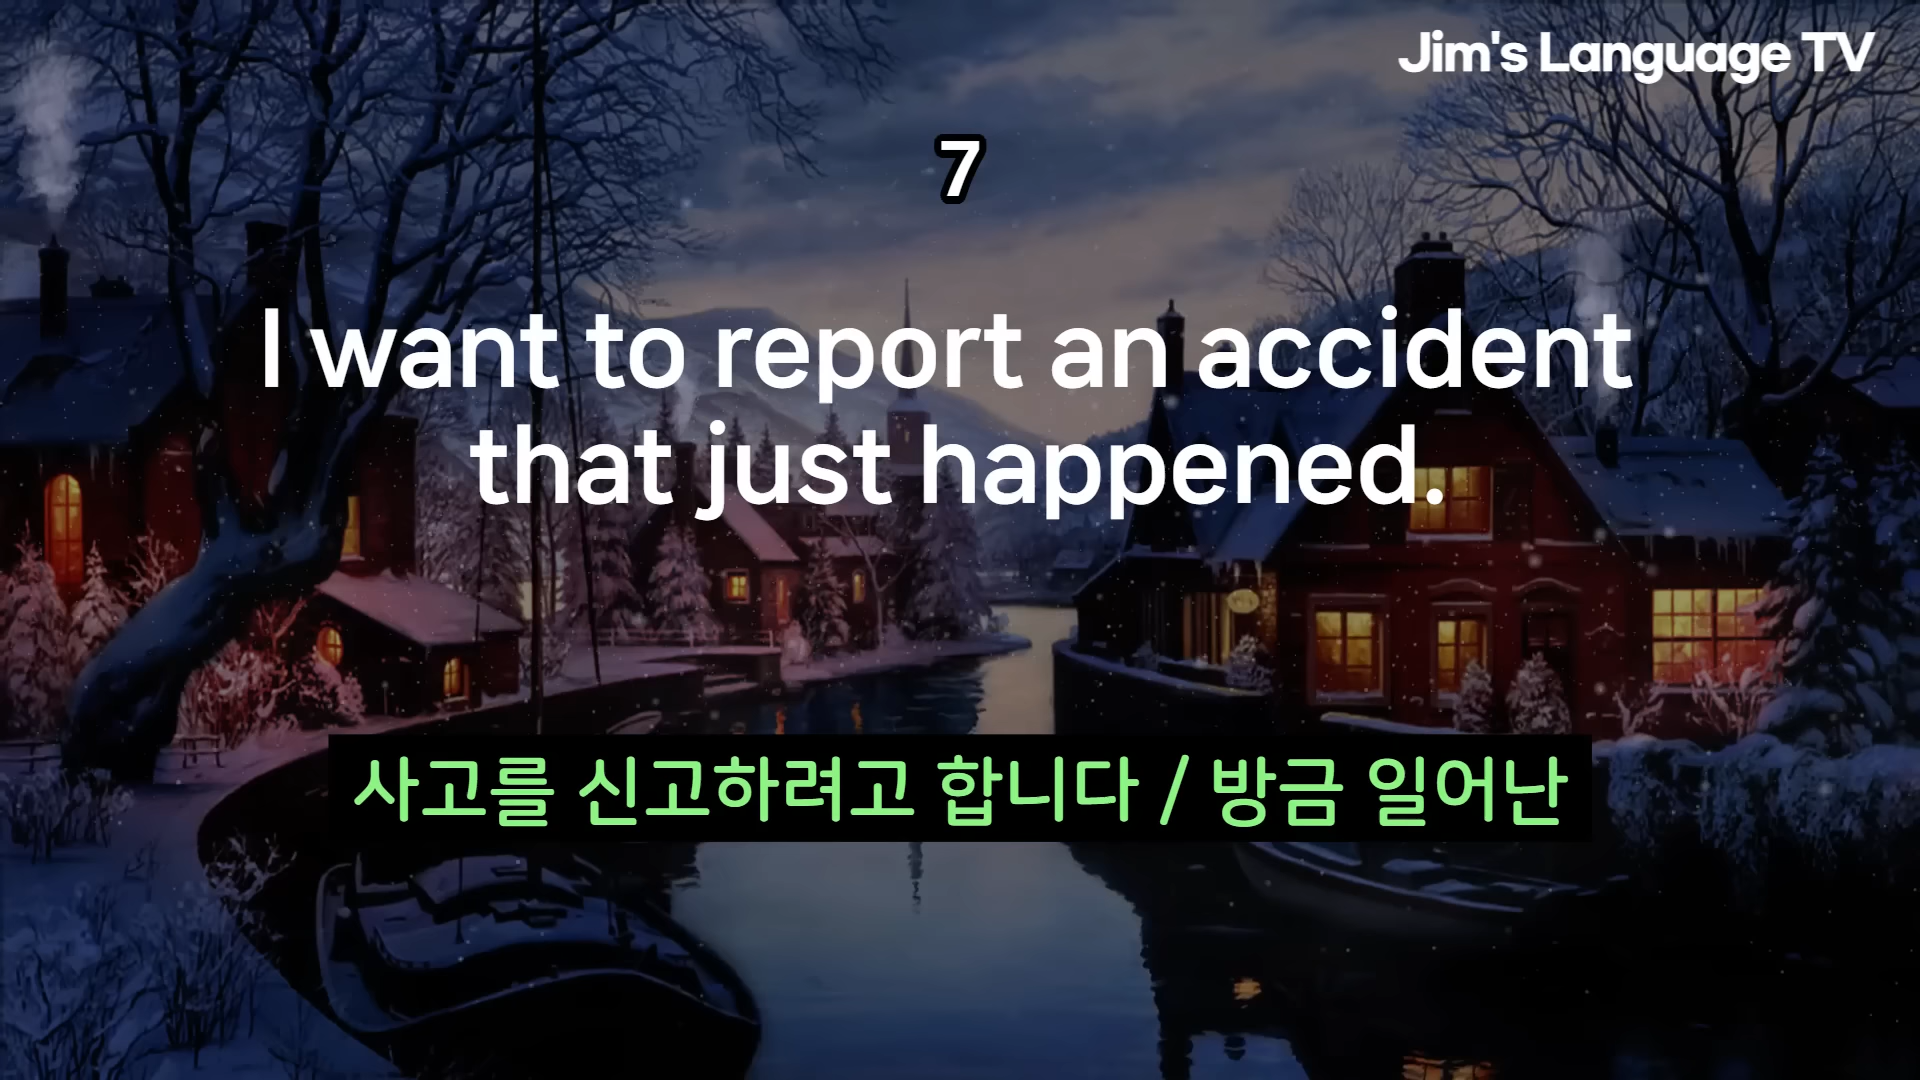 Jim's Language TV
7
I want to report an accident
that just happened.
사고를 신고하려고 합니다 / 방금 일어난